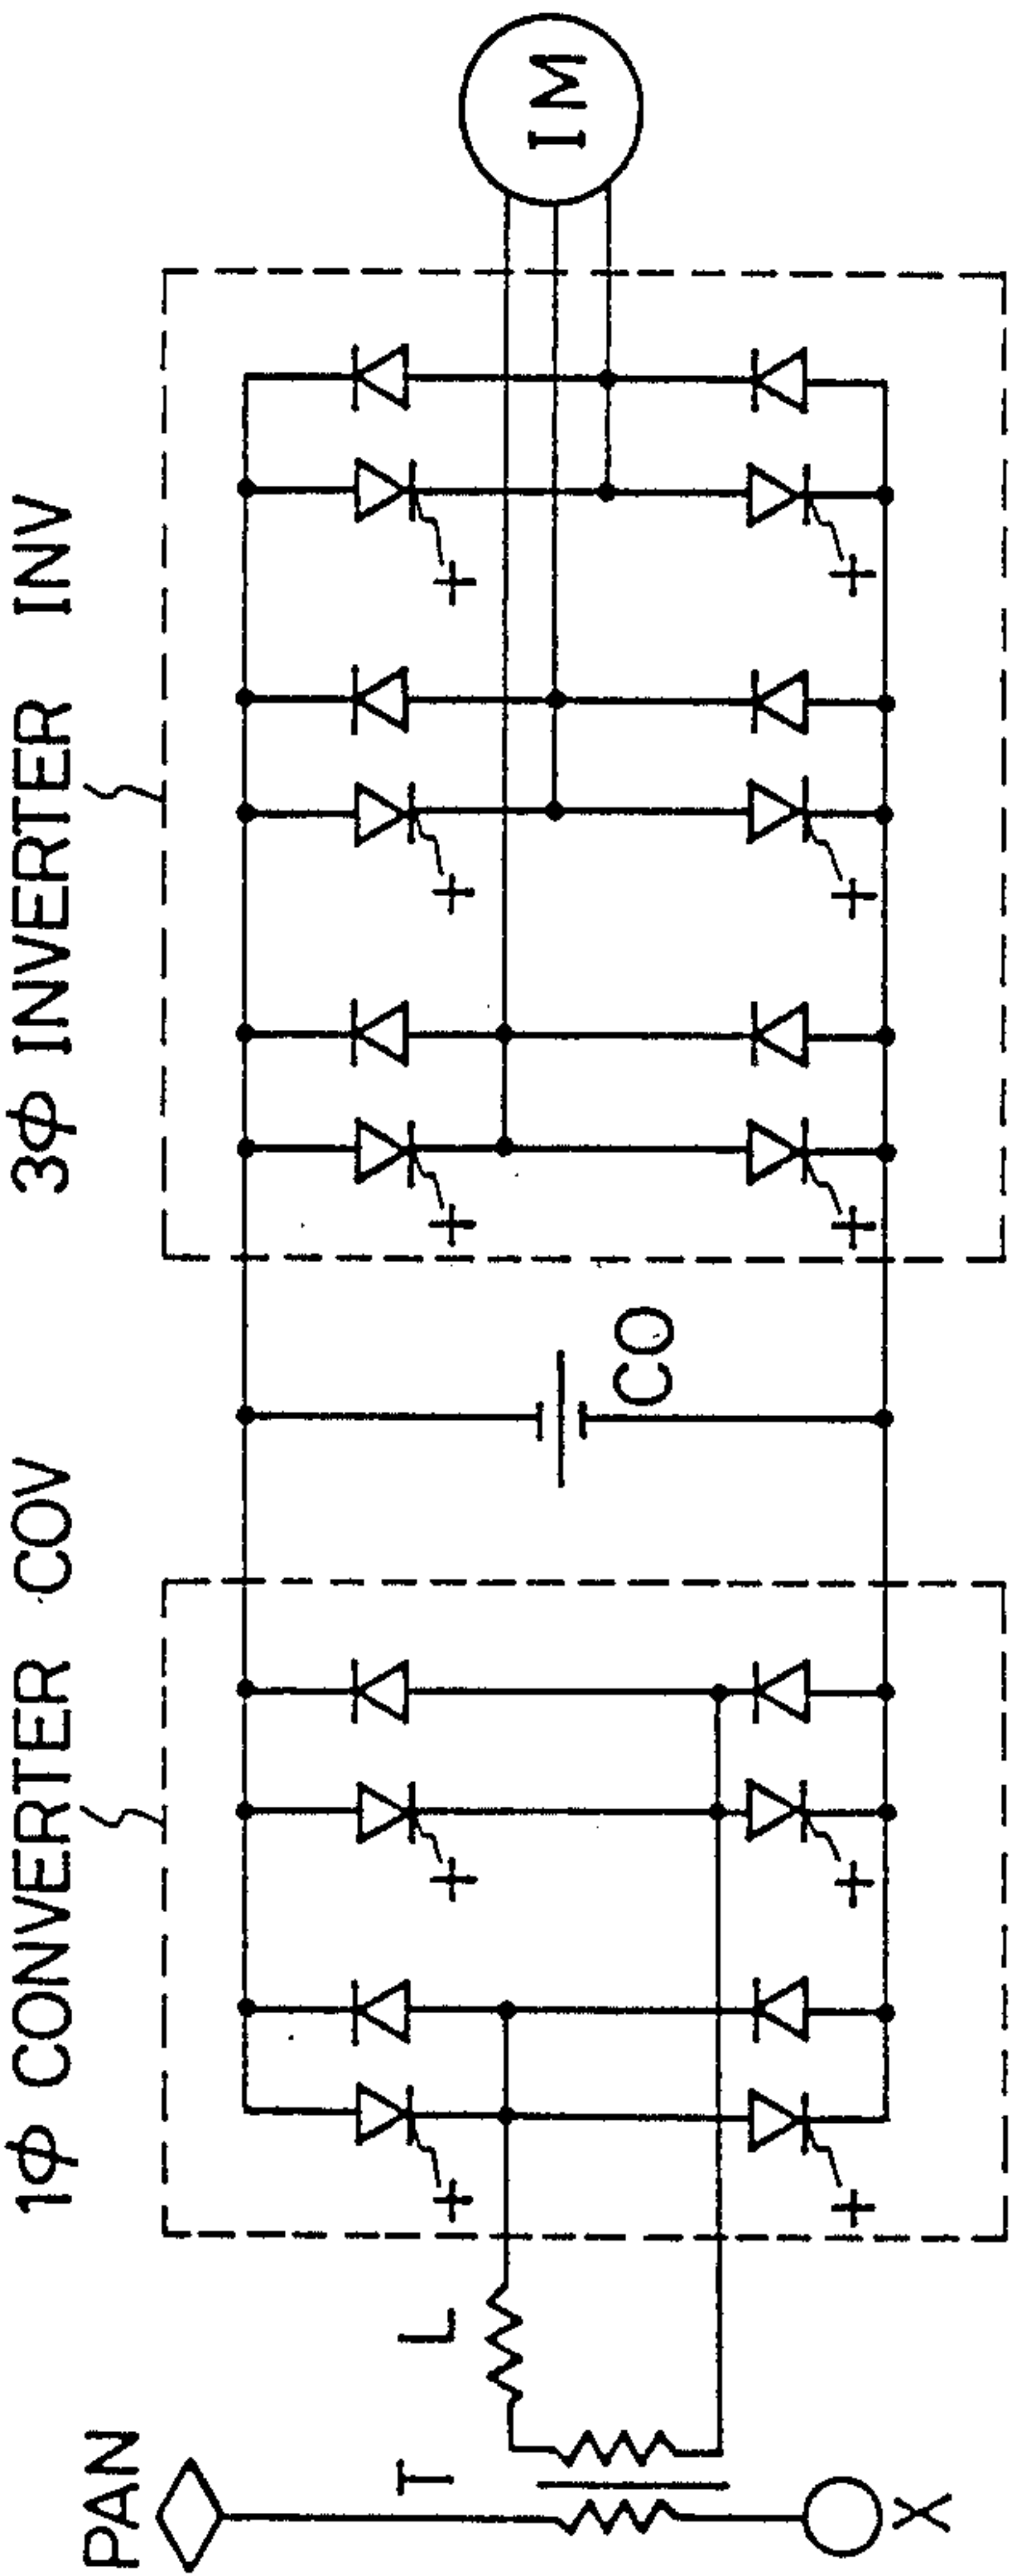 1φ CONVERTER COV
3φ INVERTER INV
PAN
T
L
X
CO
IM